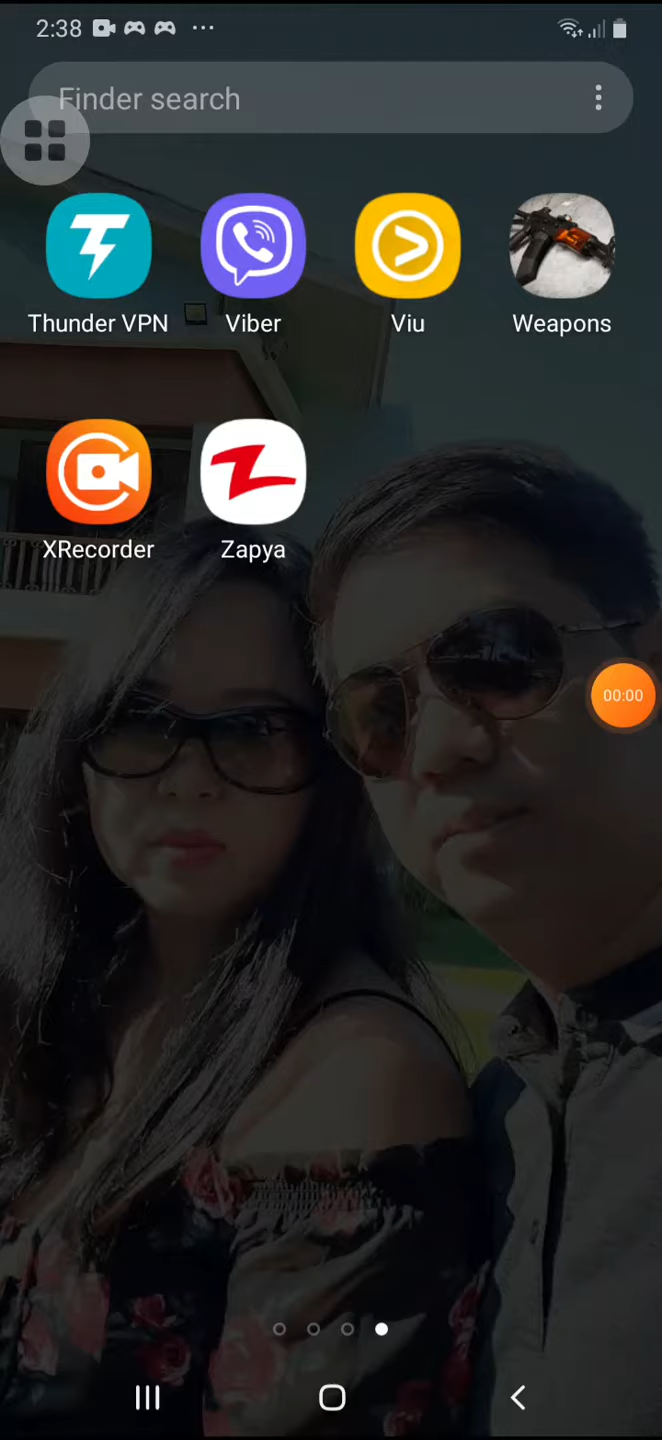 2:38
Finder search
Thunder VPN
Viber
Viu
Weapons
XRecorder
Zapya
00:00